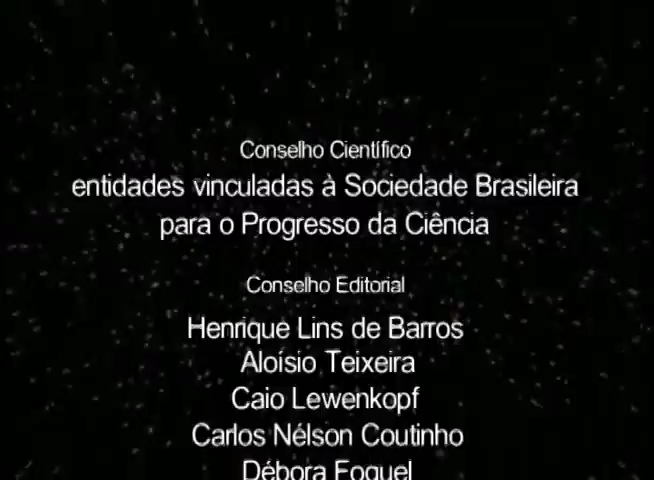 Conselho Científico
entidades vinculadas à Sociedade Brasileira
para o Progresso da Ciência
Conselho Editorial
Henrique Lins de Barros
Aloísio Teixeira
Caio Lewenkopf
Carlos Nélson Coutinho
Débora Foguel